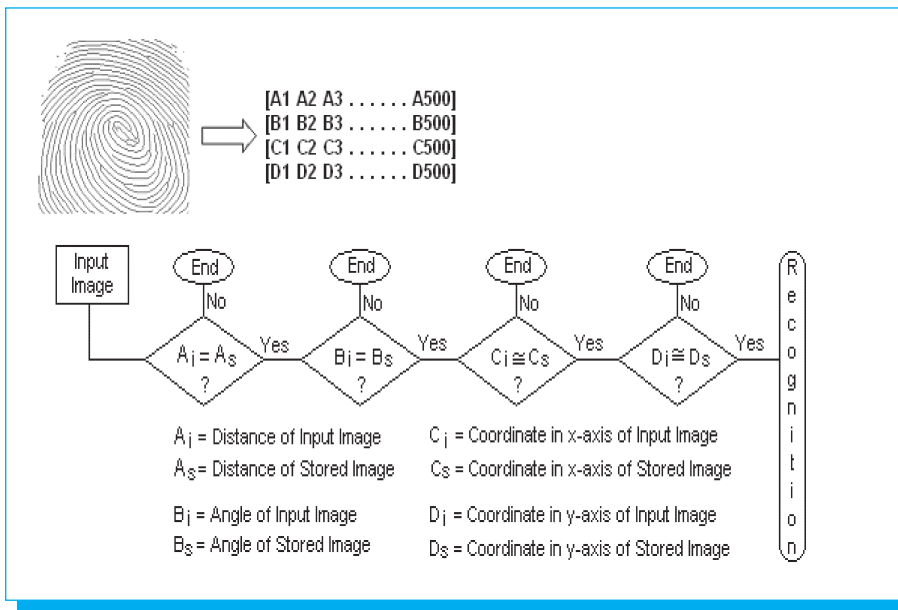 [A1 A2 A3 . . . . . . A500]
[B1 B2 B3 . . . . . . B500]
[C1 C2 C3 . . . . . . C500]
[D1 D2 D3 . . . . . . D500]
Input
Image
End
End
End
End
No
No
No
No
Ai = As
?
Yes
Bi = Bs
?
Yes
Ci ≅ Cs
?
Yes
Di ≅ Ds
?
Yes
Recognition
Ai = Distance of Input Image
As = Distance of Stored Image
Bi = Angle of Input Image
Bs = Angle of Stored Image
Ci = Coordinate in x-axis of Input Image
Cs = Coordinate in x-axis of Stored Image
Di = Coordinate in y-axis of Input Image
Ds = Coordinate in y-axis of Stored Image